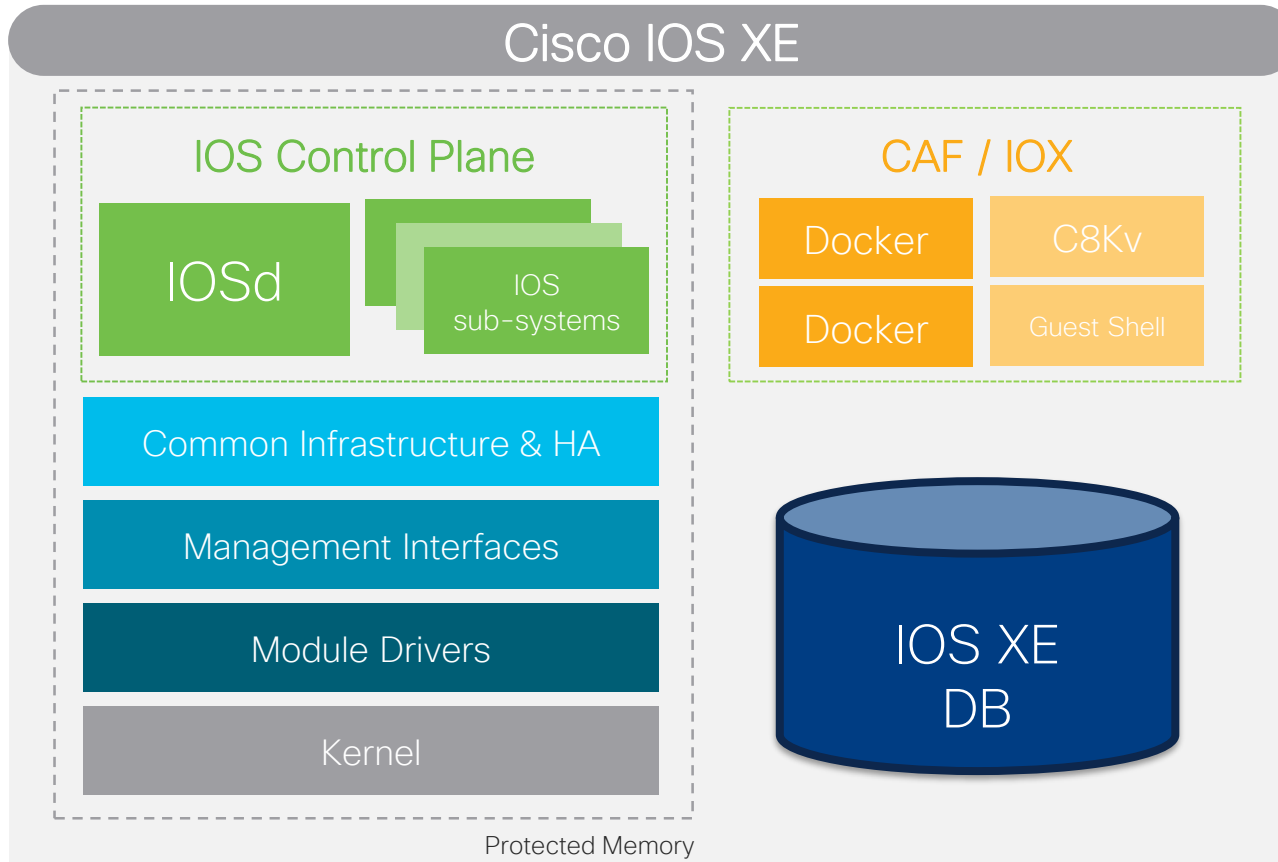 Cisco IOS XE
IOS Control Plane
IOSd
IOS
sub-systems
Common Infrastructure & HA
Management Interfaces
Module Drivers
Kernel
Protected Memory
CAF / IOX
Docker
C8Kv
Docker
Guest Shell
IOS XE
DB